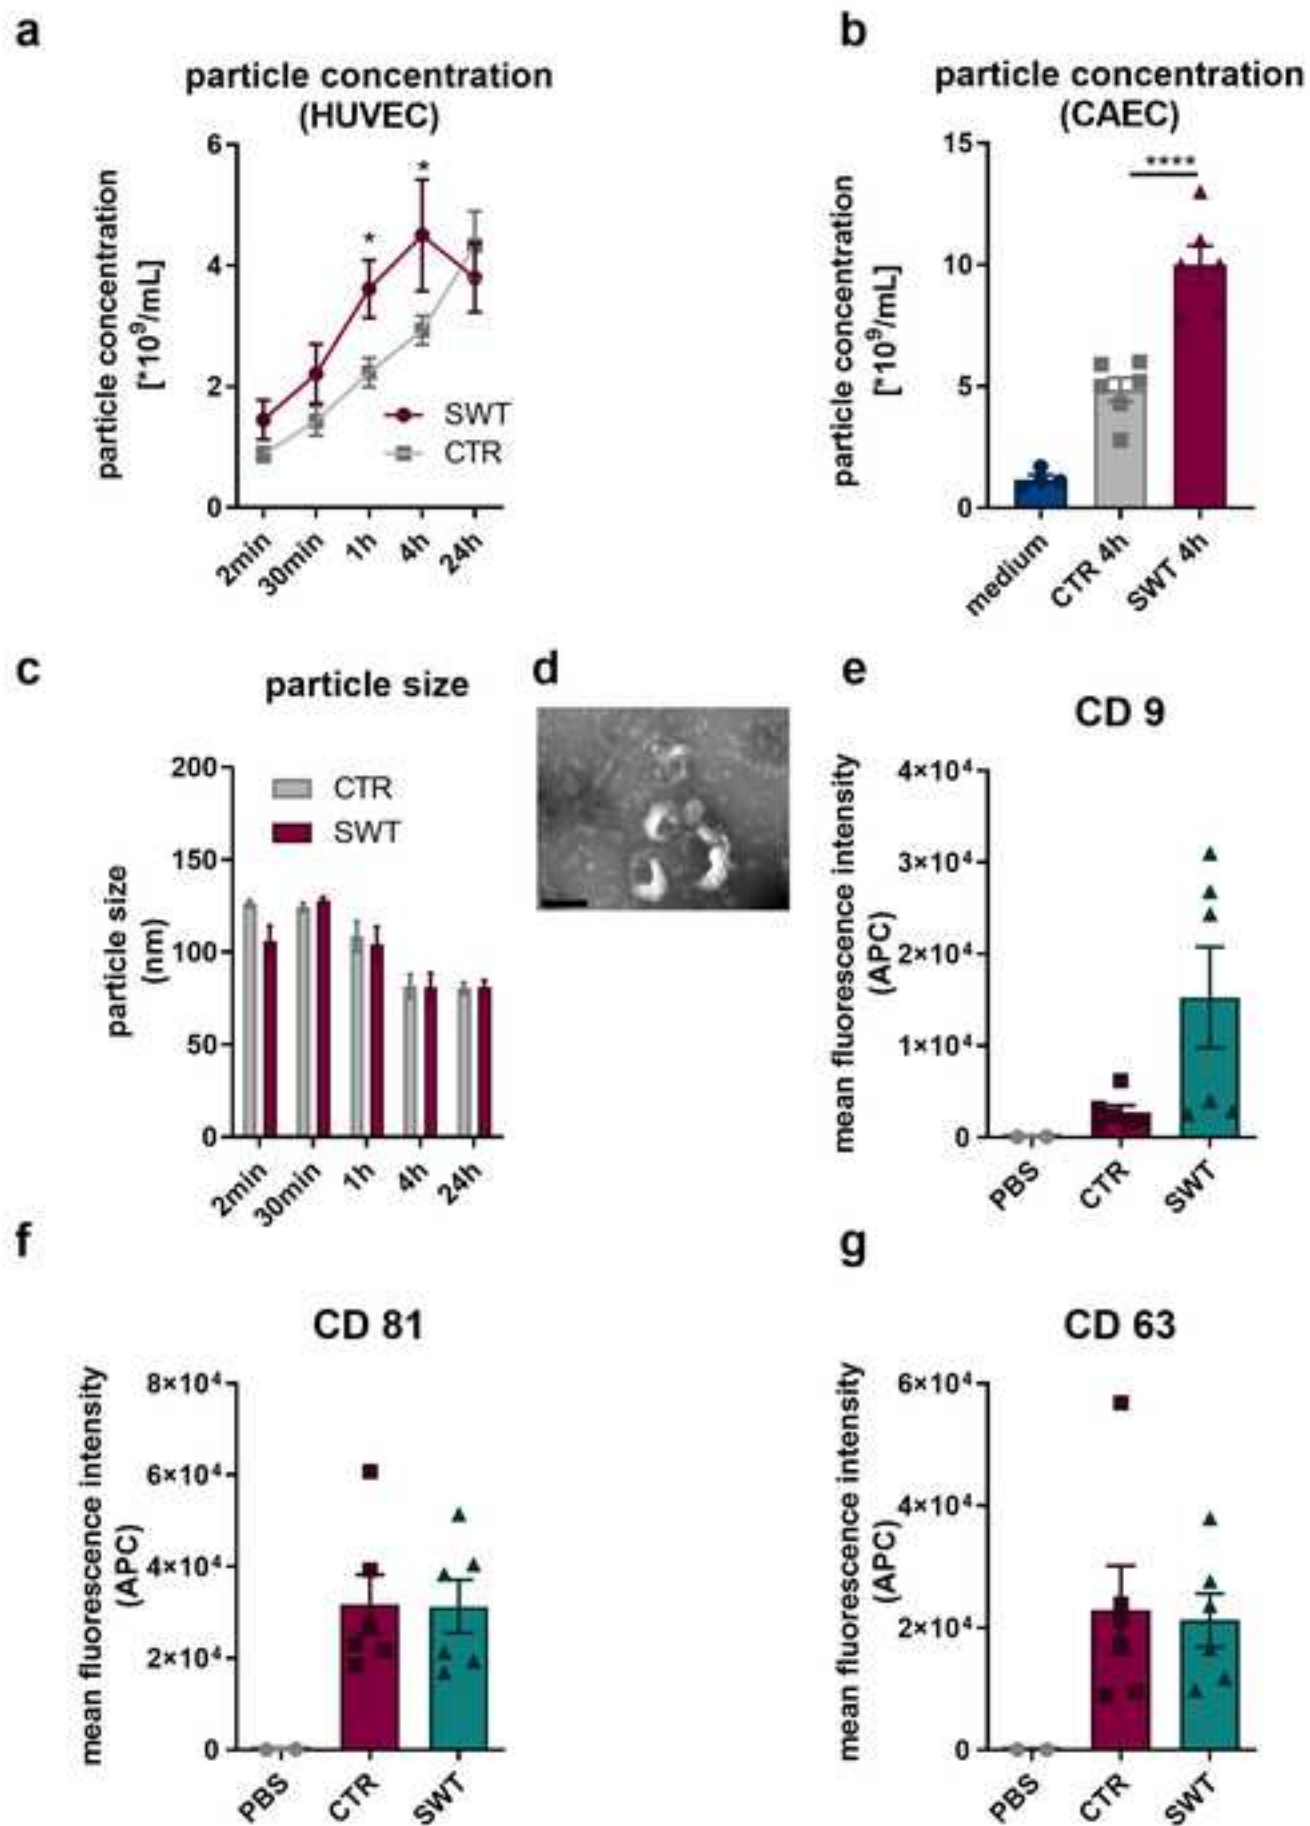 a
particle concentration
(HUVEC)
particle concentration
[*10⁹/mL]
6
4
2
0
*
*
SWT
CTR
2min
30min
1h
4h
24h
b
particle concentration
(CAEC)
particle concentration
[*10⁹/mL]
15
10
5
0
****
medium
CTR 4h
SWT 4h
c
particle size
particle size
(nm)
200
150
100
50
0
CTR
SWT
2min
30min
1h
4h
24h
d
e
CD 9
mean fluorescence intensity
(APC)
4×10⁴
3×10⁴
2×10⁴
1×10⁴
0
PBS
CTR
SWT
f
CD 81
mean fluorescence intensity
(APC)
8×10⁴
6×10⁴
4×10⁴
2×10⁴
0
PBS
CTR
SWT
g
CD 63
mean fluorescence intensity
(APC)
6×10⁴
4×10⁴
2×10⁴
0
PBS
CTR
SWT